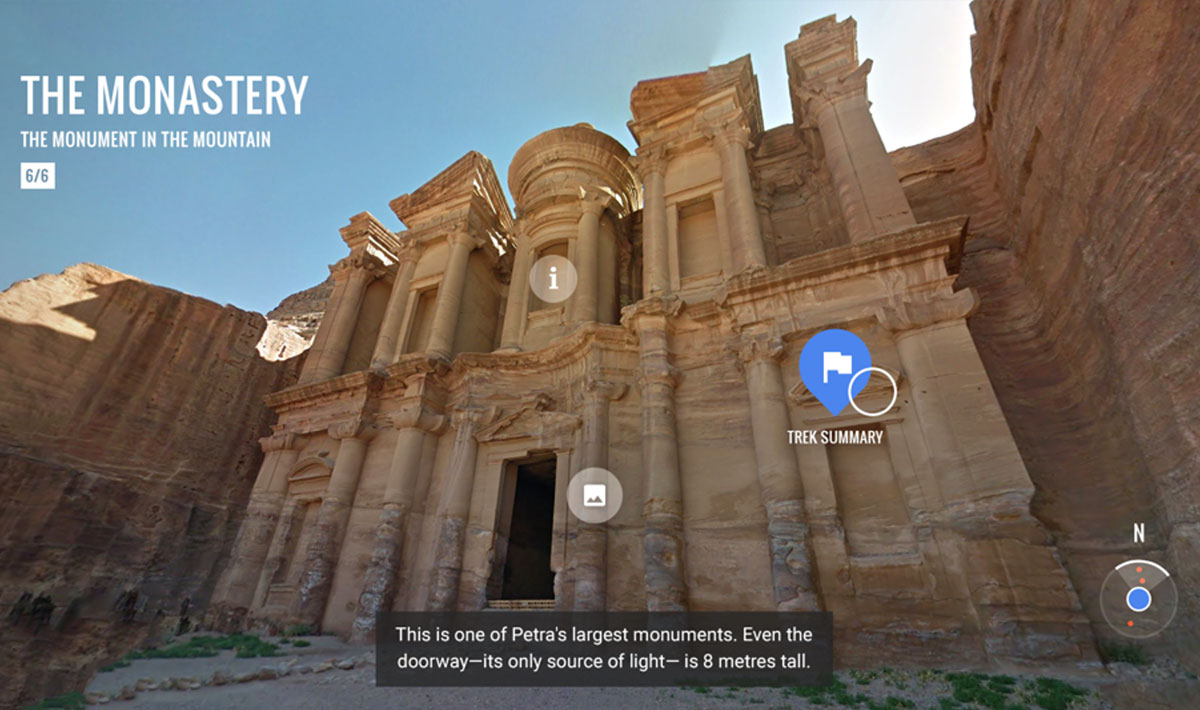 THE MONASTERY
THE MONUMENT IN THE MOUNTAIN
6/6
i
TREK SUMMARY
N
This is one of Petra's largest monuments. Even the
doorway—its only source of light— is 8 metres tall.